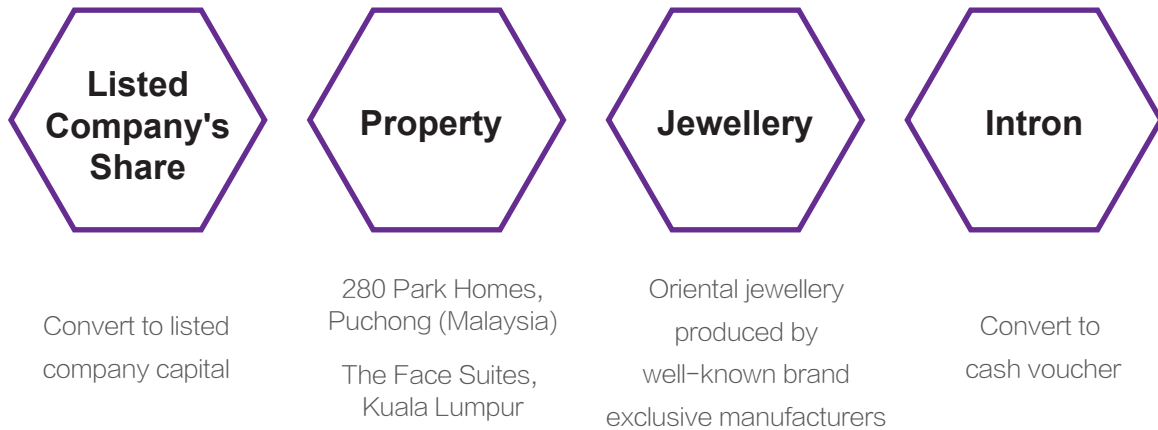 Listed
Company's
Share
Property
Jewellery
Intron
Convert to listed
company capital
280 Park Homes,
Puchong (Malaysia)
The Face Suites,
Kuala Lumpur
Oriental jewellery
produced by
well-known brand
exclusive manufacturers
Convert to
cash voucher